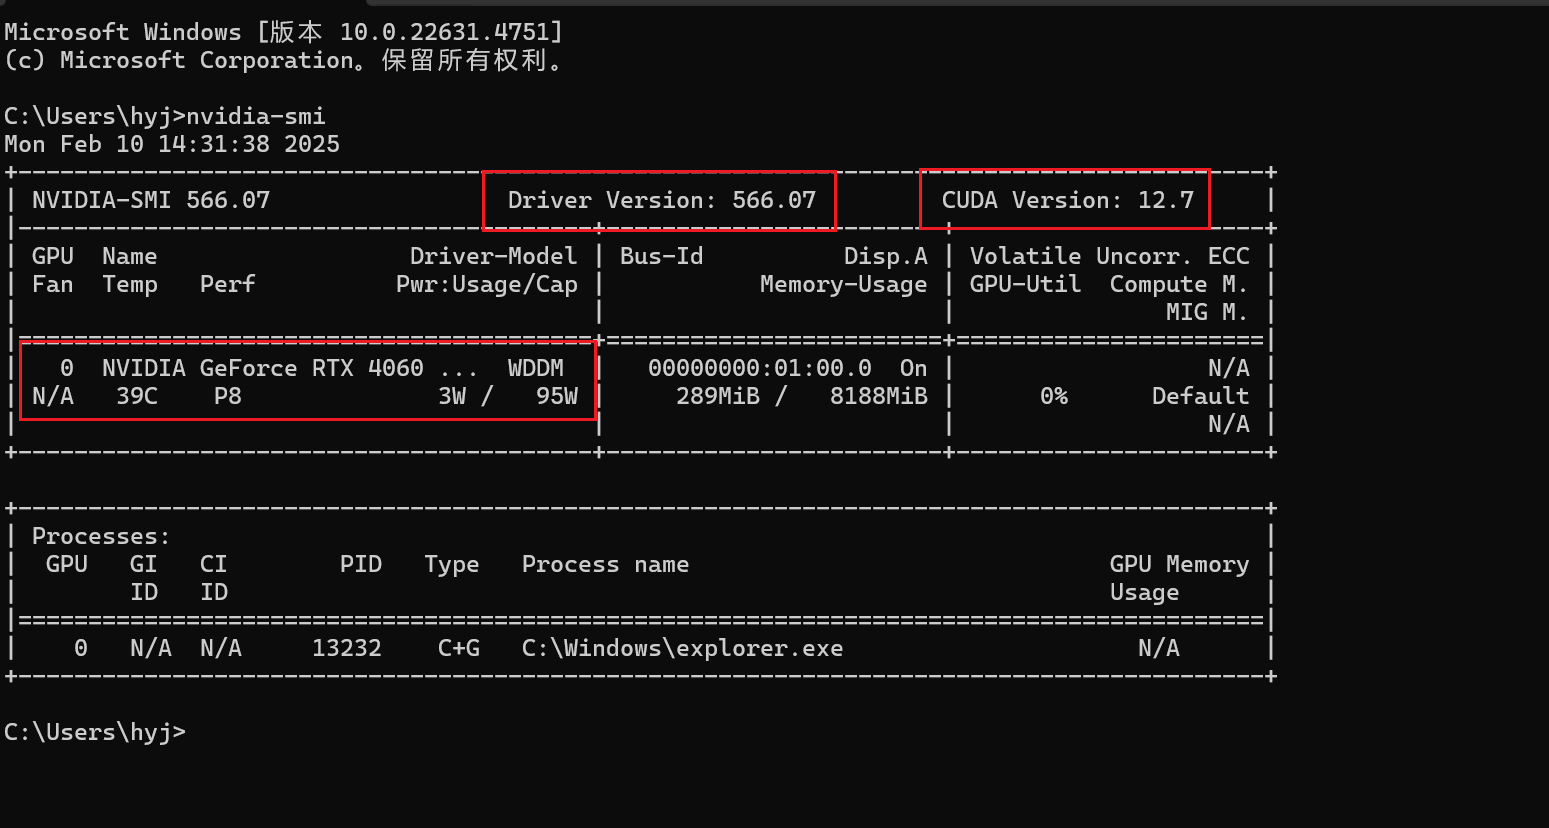 Microsoft Windows [版本 10.0.22631.4751]
(c) Microsoft Corporation。保留所有权利。

C:\Users\hyj>nvidia-smi
Mon Feb 10 14:31:38 2025
+-----------------------------------------------------------------------------------------+
| NVIDIA-SMI 566.07                 Driver Version: 566.07         CUDA Version: 12.7     |
|-----------------------------------------+------------------------+----------------------+
| GPU  Name                  Driver-Model | Bus-Id          Disp.A | Volatile Uncorr. ECC |
| Fan  Temp   Perf          Pwr:Usage/Cap |           Memory-Usage | GPU-Util  Compute M. |
|                                         |                        |               MIG M. |
|=========================================+========================+======================|
|   0  NVIDIA GeForce RTX 4060 ...  WDDM  |   00000000:01:00.0  On |                  N/A |
| N/A   39C    P8              3W /   95W |     289MiB /   8188MiB |      0%      Default |
|                                         |                        |                  N/A |
+-----------------------------------------+------------------------+----------------------+

+-----------------------------------------------------------------------------------------+
| Processes:                                                                              |
|  GPU   GI   CI        PID   Type   Process name                              GPU Memory |
|        ID   ID                                                               Usage      |
|=========================================================================================|
|    0   N/A  N/A     13232    C+G   C:\Windows\explorer.exe                     N/A      |
+-----------------------------------------------------------------------------------------+

C:\Users\hyj>